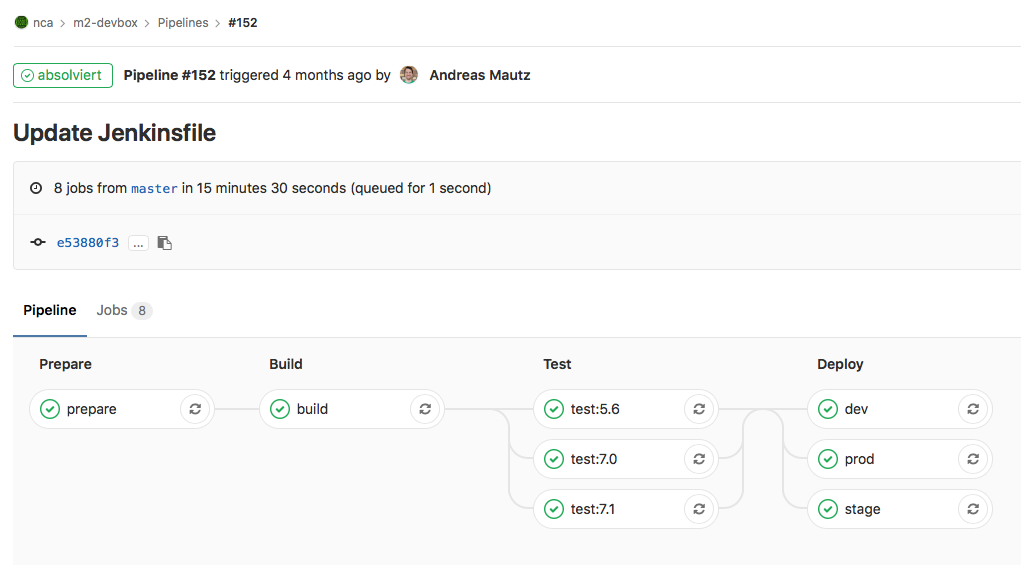 nca > m2-devbox > Pipelines > #152
absolviert Pipeline #152 triggered 4 months ago by Andreas Mautz
Update Jenkinsfile
8 jobs from master in 15 minutes 30 seconds (queued for 1 second)
e53880f3 ...
Pipeline Jobs 8
Prepare Build Test Deploy
prepare build test:5.6 dev
test:7.0 prod
test:7.1 stage